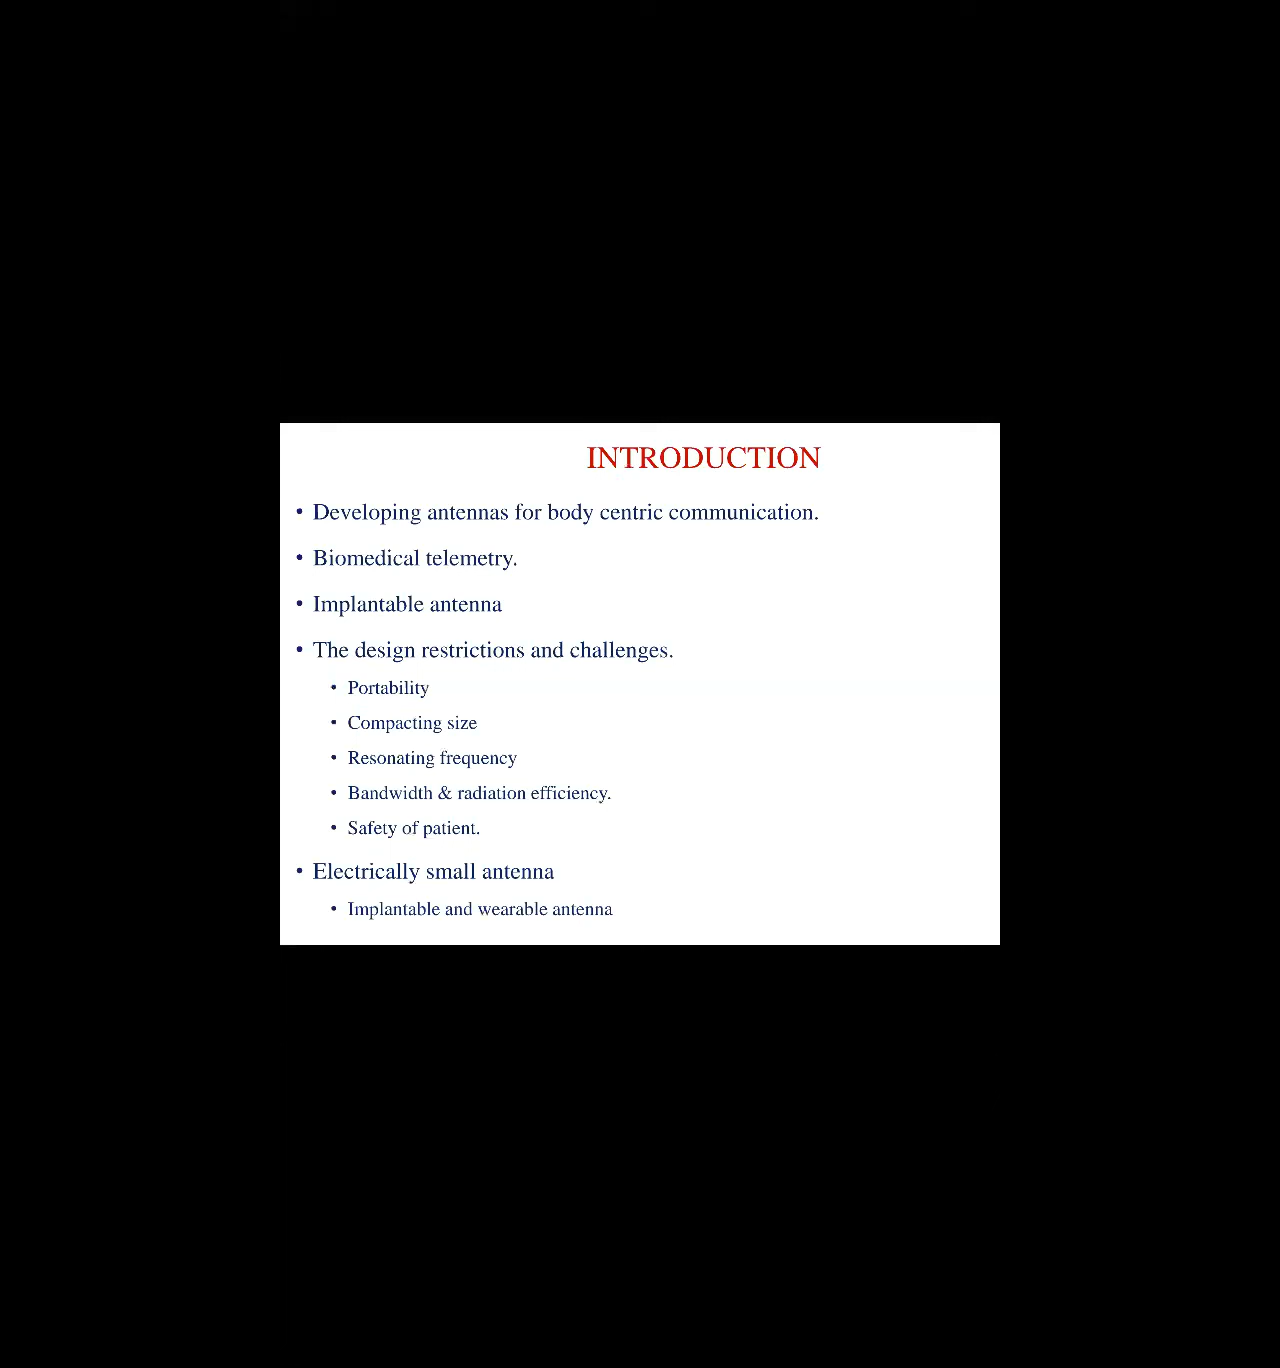 INTRODUCTION
• Developing antennas for body centric communication.
• Biomedical telemetry.
• Implantable antenna
• The design restrictions and challenges.
• Portability
• Compacting size
• Resonating frequency
• Bandwidth & radiation efficiency.
• Safety of patient.
• Electrically small antenna
• Implantable and wearable antenna